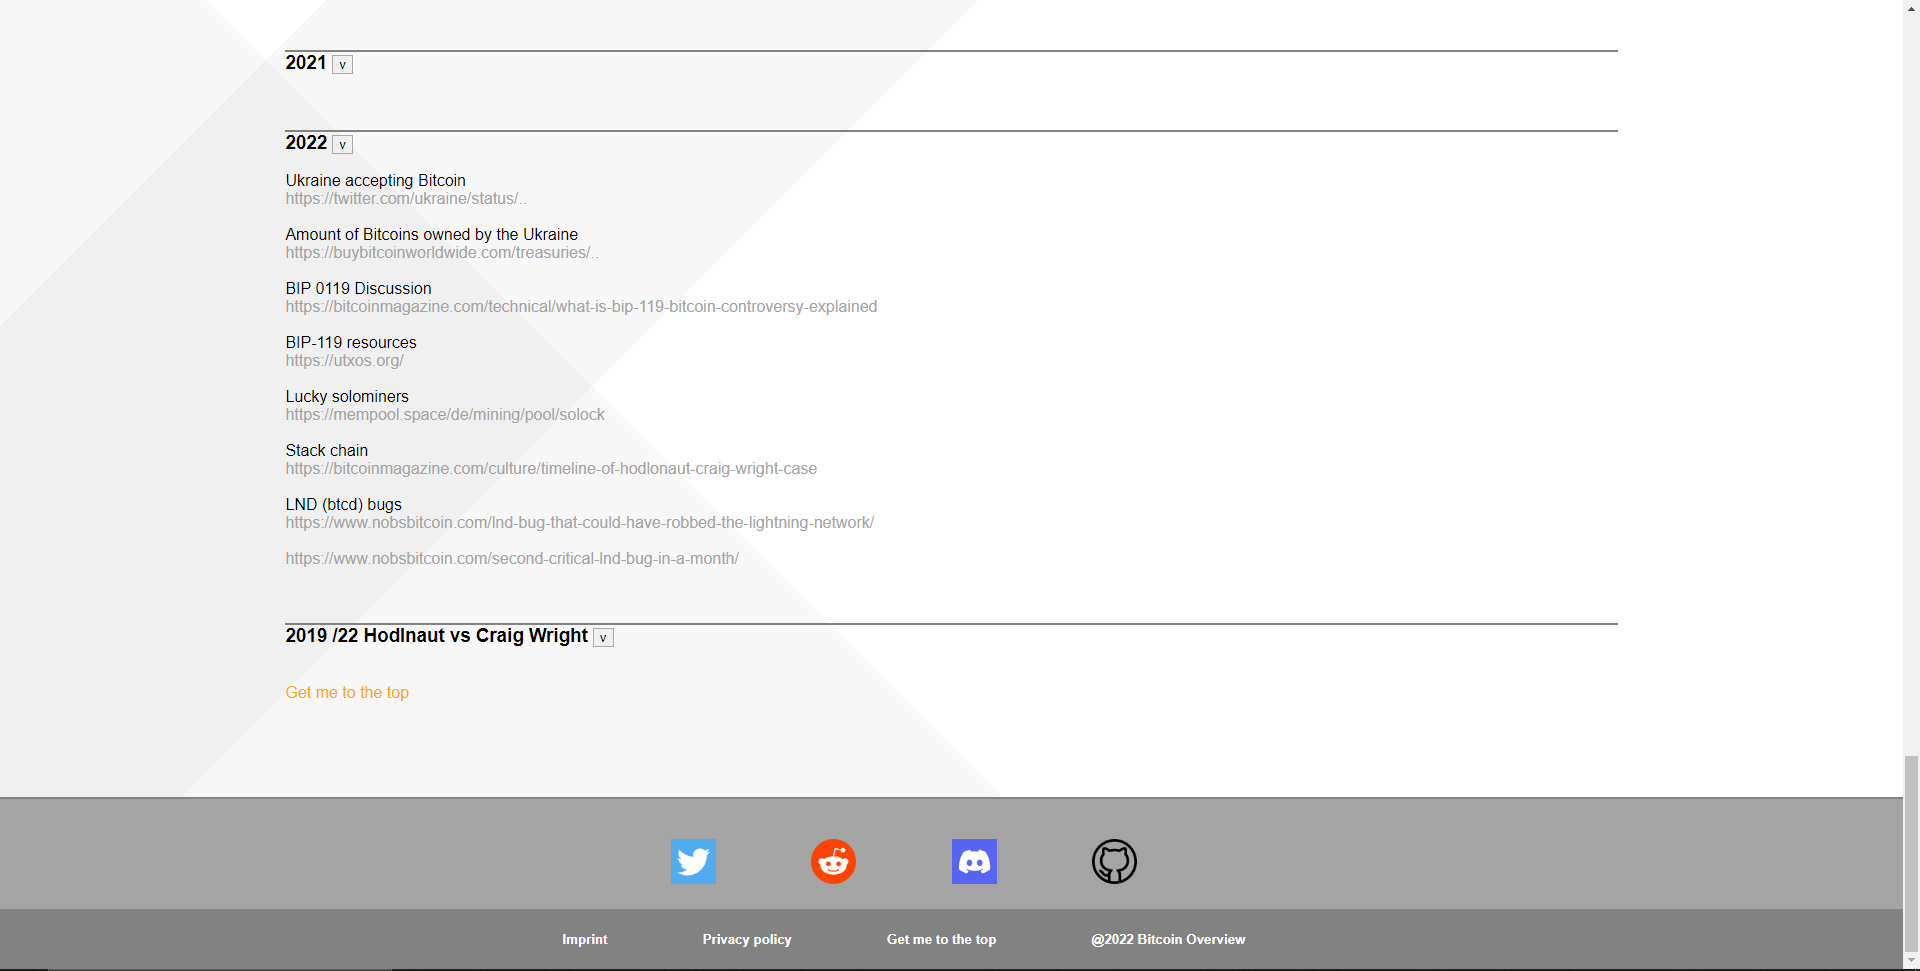 2021 v
2022 v
Ukraine accepting Bitcoin
https://twitter.com/ukraine/status/..
Amount of Bitcoins owned by the Ukraine
https://buybitcoinworldwide.com/treasuries/..
BIP 0119 Discussion
https://bitcoinmagazine.com/technical/what-is-bip-119-bitcoin-controversy-explained
BIP-119 resources
https://utxos.org/
Lucky solominers
https://mempool.space/de/mining/pool/solock
Stack chain
https://bitcoinmagazine.com/culture/timeline-of-hodlonaut-craig-wright-case
LND (btcd) bugs
https://www.nobsbitcoin.com/lnd-bug-that-could-have-robbed-the-lightning-network/
https://www.nobsbitcoin.com/second-critical-lnd-bug-in-a-month/
2019 /22 Hodlnaut vs Craig Wright v
Get me to the top
Imprint Privacy policy Get me to the top @2022 Bitcoin Overview